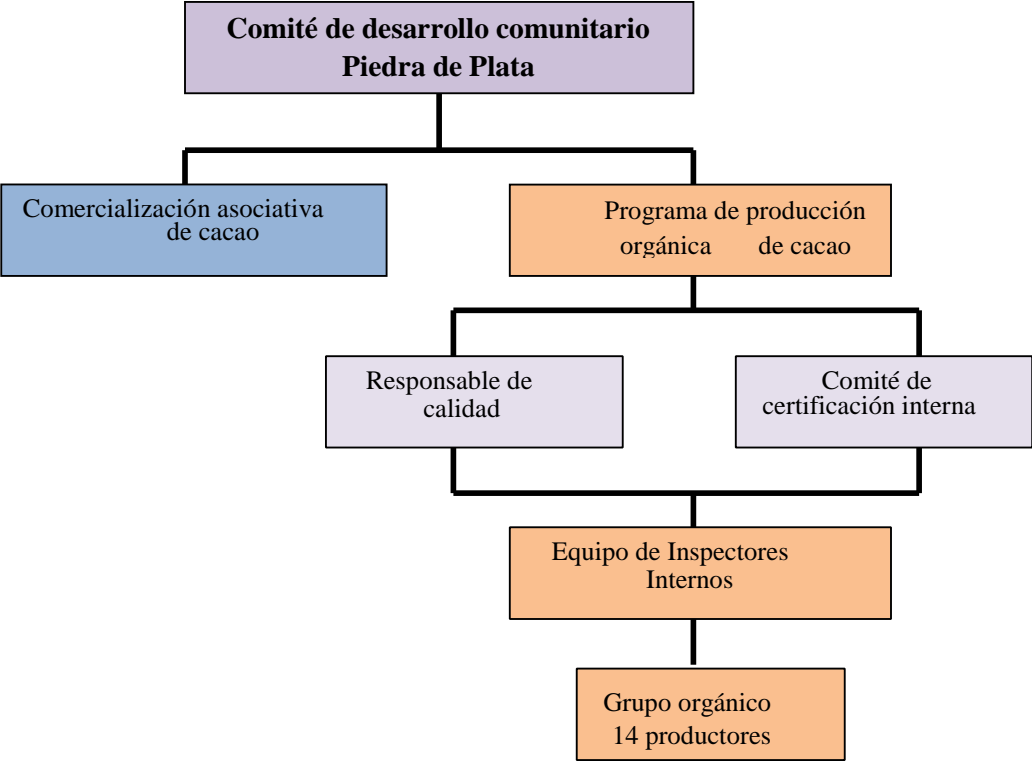 Comité de desarrollo comunitario
Piedra de Plata
Comercialización asociativa
de cacao
Programa de producción
orgánica de cacao
Responsable de
calidad
Comité de
certificación interna
Equipo de Inspectores
Internos
Grupo orgánico
14 productores